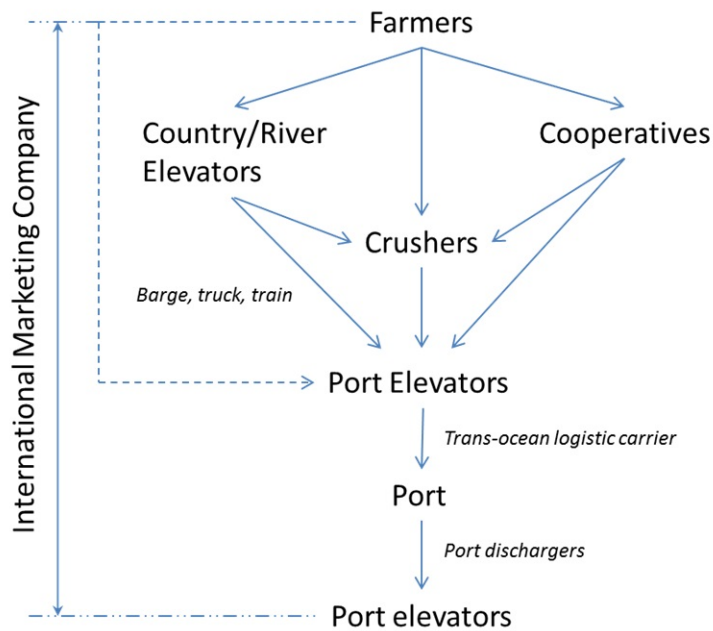 Farmers
Country/River
Elevators
Cooperatives
Crushers
Barge, truck, train
Port Elevators
Trans-ocean logistic carrier
Port
Port dischargers
Port elevators
International Marketing Company